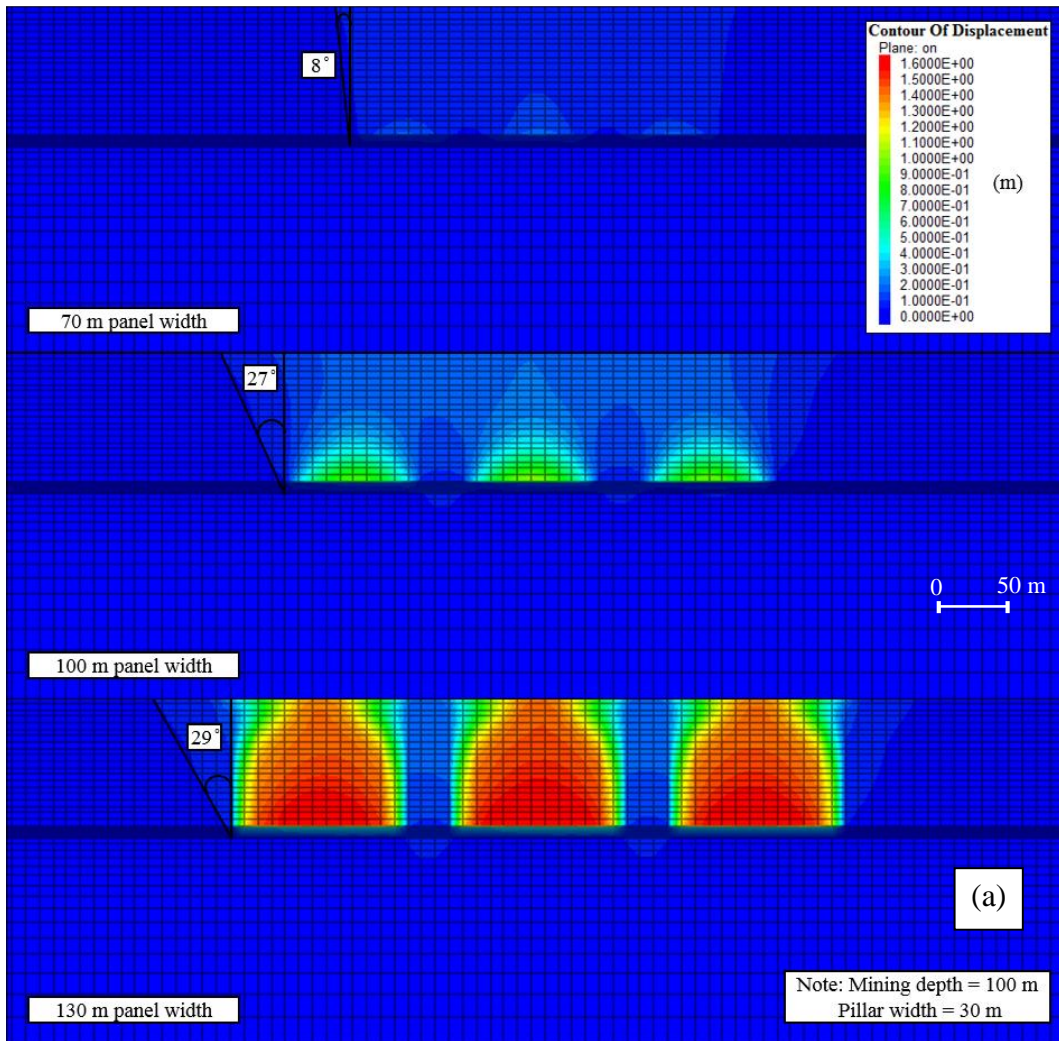 Contour Of Displacement
Plane: on
1.6000E+00
1.5000E+00
1.4000E+00
1.3000E+00
1.2000E+00
1.1000E+00
1.0000E+00
9.0000E-01
8.0000E-01
7.0000E-01
6.0000E-01
5.0000E-01
4.0000E-01
3.0000E-01
2.0000E-01
1.0000E-01
0.0000E+00
(m)
8°
70 m panel width
27°
0 50 m
100 m panel width
29°
(a)
130 m panel width
Note: Mining depth = 100 m
Pillar width = 30 m